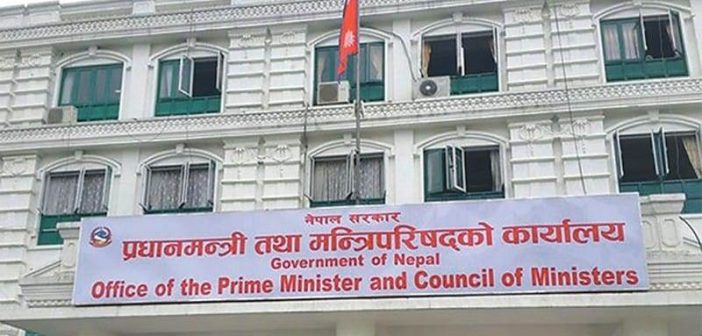 नेपाल सरकार
प्रधानमन्त्री तथा मन्त्रिपरिषद्को कार्यालय
Government of Nepal
Office of the Prime Minister and Council of Ministers